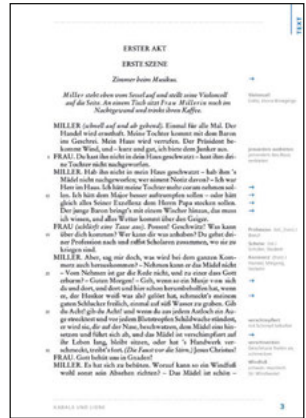 TEXT
ERSTER AKT
ERSTE SZENE
Zimmer beim Musikus.
Miller steht eben vom Sessel auf und stellt seine Violoncell
auf die Seite. An einem Tisch sitzt Frau Millerin noch im
Nachtgewand und trinkt ihren Kaffee.
MILLER (schnell auf und ab gehend). Einmal für alle Mal. Der
Handel wird ernsthaft. Meine Tochter kommt mit dem Baron
ins Geschrei. Mein Haus wird verrufen. Der Präsident be-
kommt Wind, und – kurz und gut, ich biete dem Junker aus.
FRAU. Du hast ihn nicht in dein Haus geschwatzt – hast ihm dei-
ne Tochter nicht nachgeworfen.
MILLER. Hab ihn nicht in mein Haus geschwatzt – hab ihm 's
Mädel nicht nachgeworfen; wer nimmt Notiz davon? – Ich war
Herr im Haus. Ich hätt meine Tochter mehr coram nehmen sol-
len. Ich hätt dem Major besser auftrumpfen sollen – oder hätt
gleich alles Seiner Exzellenz dem Herrn Papa stecken sollen.
Der junge Baron bringt's mit einem Wischer hinaus, das muss
ich wissen, und alles Wetter kommt über den Geiger.
FRAU (schlürft eine Tasse aus). Possen! Geschwätz! Was kann
über dich kommen? Wer kann dir was anhaben? Du gehst dei-
ner Profession nach und raffst Scholaren zusammen, wo sie zu
kriegen sind.
MILLER. Aber, sag mir doch, was wird bei dem ganzen Kom-
merz auch herauskommen? – Nehmen kann er das Mädel nicht
– Vom Nehmen ist gar die Rede nicht, und zu einer dass Gott
erbarm? – Guten Morgen! – Gelt, wenn so ein Musje von sich
da und dort, und dort und hier schon herumbeholfen hat, wenn
er, der Henker weiß was als? gelöst hat, schmeckt's meinem
guten Schlucker freilich, einmal auf süß Wasser zu graben. Gib
du Acht! gib du Acht! und wenn du aus jedem Astloch ein Au-
ge strecktest und vor jedem Blutstropfen Schildwache ständest,
er wird sie, dir auf der Nase, beschwatzen, dem Mädel eins hin-
setzen und führt sich ab, und das Mädel ist verschimpfiert auf
ihr Leben lang, bleibt sitzen, oder hat 's Handwerk ver-
schmeckt, treibt's fort. (Die Faust vor die Stirn.) Jesus Christus!
FRAU. Gott behüt uns in Gnaden!
MILLER. Es hat sich zu behüten. Worauf kann so ein Windfuß
wohl sonst sein Absehen richten? – Das Mädel ist schön –
KABALE UND LIEBE
3